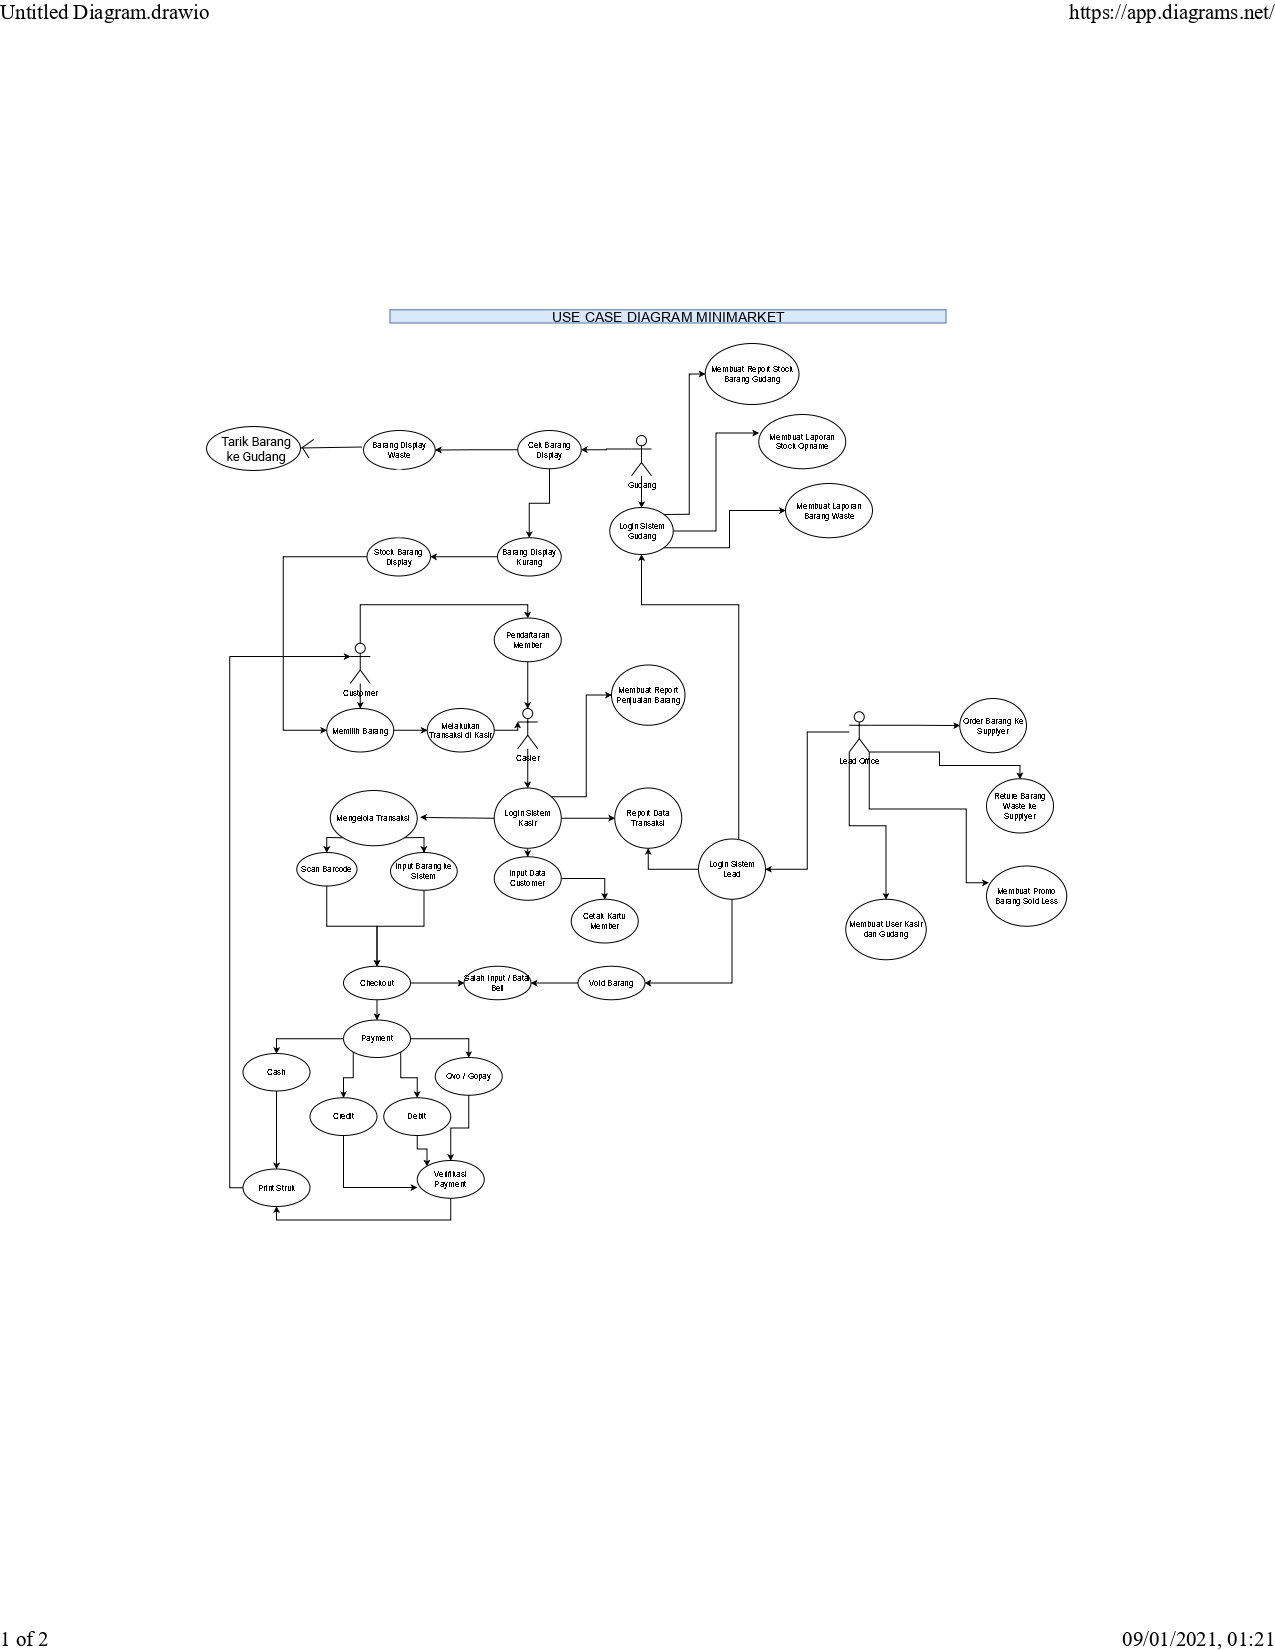 Untitled Diagram.drawio
https://app.diagrams.net/
USE CASE DIAGRAM MINIMARKET
Membuat Report Stock
Barang Gudang
Tarik Barang
ke Gudang
Barang Display
Waste
Cek Barang
Display
Gudang
Membuat Laporan
Stock Opname
Membuat Laporan
Barang Waste
Login Sistem
Gudang
Stock Barang
Display
Barang Display
Kurang
Pendaftaran
Member
Customer
Membuat Report
Penjualan Barang
Memilih Barang
Melakukan
Transaksi di Kasir
Casier
Lead Office
Order Barang Ke
Supplyer
Mengelola Transaksi
Login Sistem
Kasir
Report Data
Transaksi
Reture Barang
Waste ke
Supplyer
Scan Barcode
Input Barang ke
Sistem
Input Data
Customer
Login Sistem
Lead
Cetak Kartu
Member
Membuat Promo
Barang Sold Less
Membuat User Kasir
dan Gudang
Checkout
Salah Input / Batal
Beli
Void Barang
Payment
Cash
Ovo / Gopay
Credit
Debit
Print Struk
Verifikasi
Payment
1 of 2
09/01/2021, 01:21